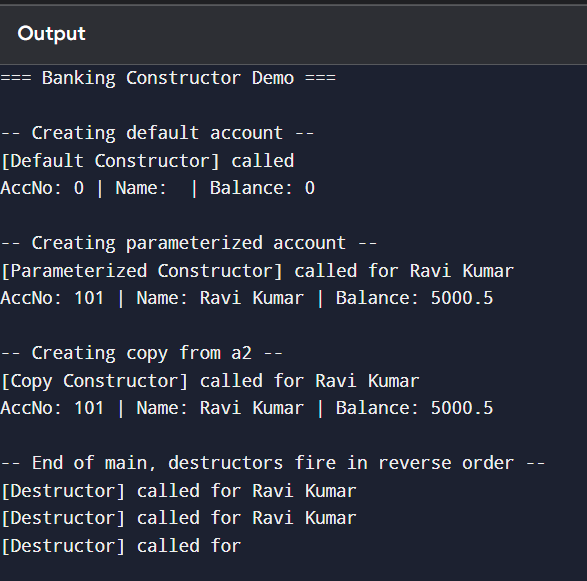 Output
=== Banking Constructor Demo ===
-- Creating default account --
[Default Constructor] called
AccNo: 0 | Name:  | Balance: 0
-- Creating parameterized account --
[Parameterized Constructor] called for Ravi Kumar
AccNo: 101 | Name: Ravi Kumar | Balance: 5000.5
-- Creating copy from a2 --
[Copy Constructor] called for Ravi Kumar
AccNo: 101 | Name: Ravi Kumar | Balance: 5000.5
-- End of main, destructors fire in reverse order --
[Destructor] called for Ravi Kumar
[Destructor] called for Ravi Kumar
[Destructor] called for